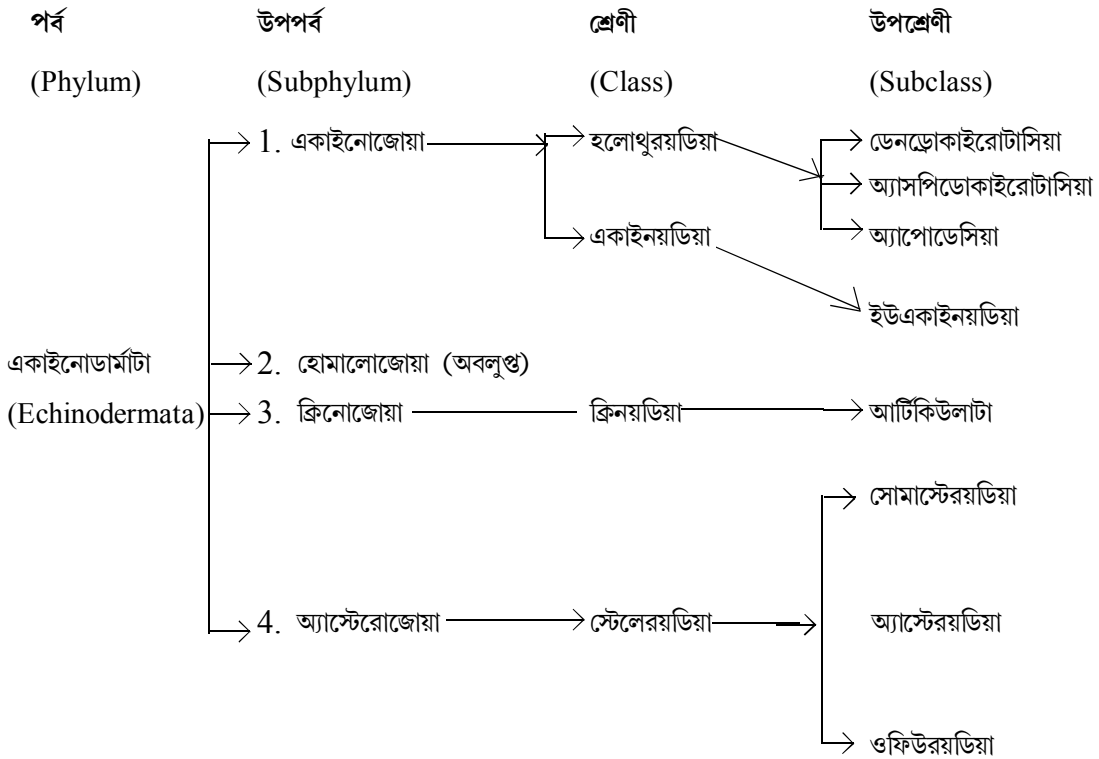 পর্ব উপপর্ব শ্রেণী উপশ্রেণী
(Phylum) (Subphylum) (Class) (Subclass)
1. একাইনোজোয়া হলোথুরয়ডিয়া ডেনড্রোকাইরোটাসিয়া
অ্যাসপিডোকাইরোটাসিয়া
একাইনয়ডিয়া অ্যাপোডেসিয়া
ইউএকাইনয়ডিয়া
একাইনোডার্মাটা 2. হোমালোজোয়া (অবলুপ্ত)
(Echinodermata) 3. ক্রিনোজোয়া ক্রিনয়ডিয়া আর্টিকিউলাটা
সোমাস্টেরয়ডিয়া
4. অ্যাস্টেরোজোয়া স্টেলেরয়ডিয়া অ্যাস্টেরয়ডিয়া
ওফিউরয়ডিয়া